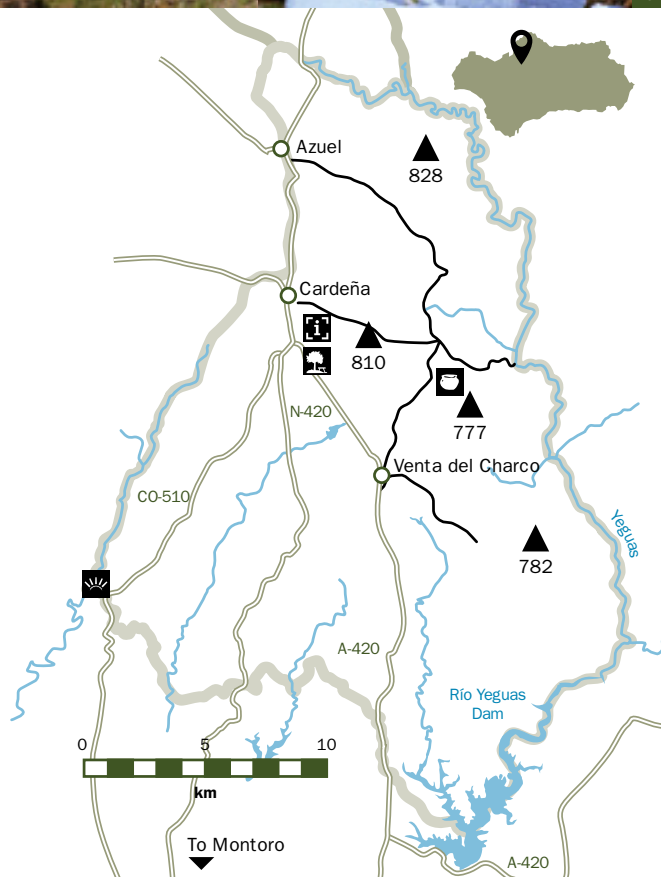 Azuel
828
Cardeña
i
810
N-420
777
Venta del Charco
CO-510
Yeguas
782
A-420
Río Yeguas
Dam
0 5 10
km
To Montoro
A-420